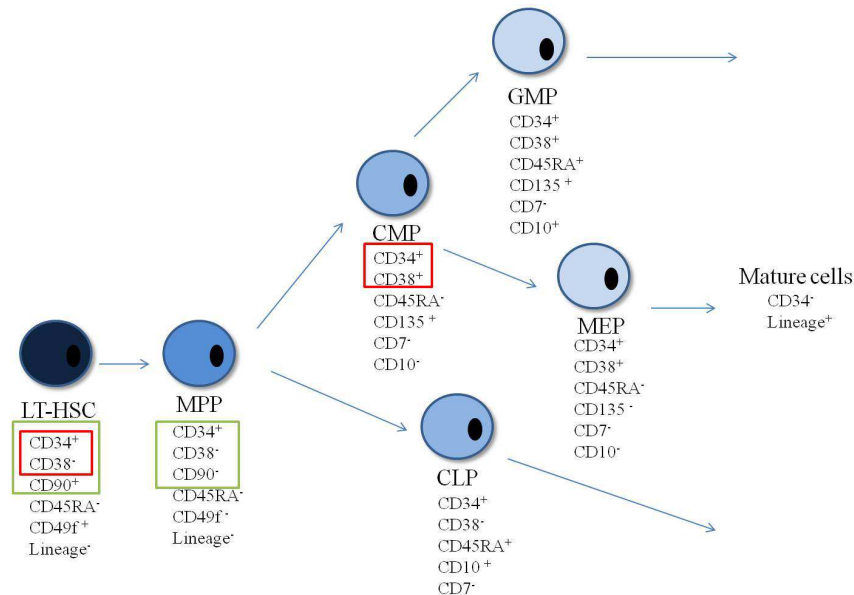 GMP
CD34⁺
CD38⁺
CD45RA⁺
CD135 ⁺
CD7⁻
CD10⁺
CMP
CD34⁺
CD38⁺
CD45RA⁻
CD135 ⁺
CD7⁻
CD10⁻
MEP
CD34⁺
CD38⁺
CD45RA⁻
CD135 ⁻
CD7⁻
CD10⁻
Mature cells
CD34⁻
Lineage⁺
LT-HSC
CD34⁺
CD38⁻
CD90⁺
CD45RA⁻
CD49f ⁺
Lineage⁻
MPP
CD34⁺
CD38⁻
CD90⁻
CD45RA⁻
CD49f ⁻
Lineage⁻
CLP
CD34⁺
CD38⁻
CD45RA⁺
CD10 ⁺
CD7⁻